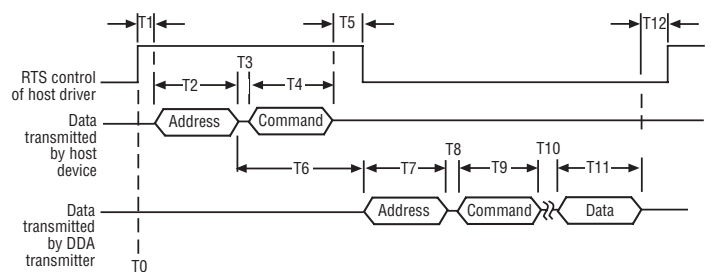 T1
T5
T12
RTS control
of host driver
T2
T3
T4
Data
transmitted
by host
device
Address
Command
T6
T7
T8
T9
T10
T11
Data
transmitted
by DDA
transmitter
Address
Command
Data
T0